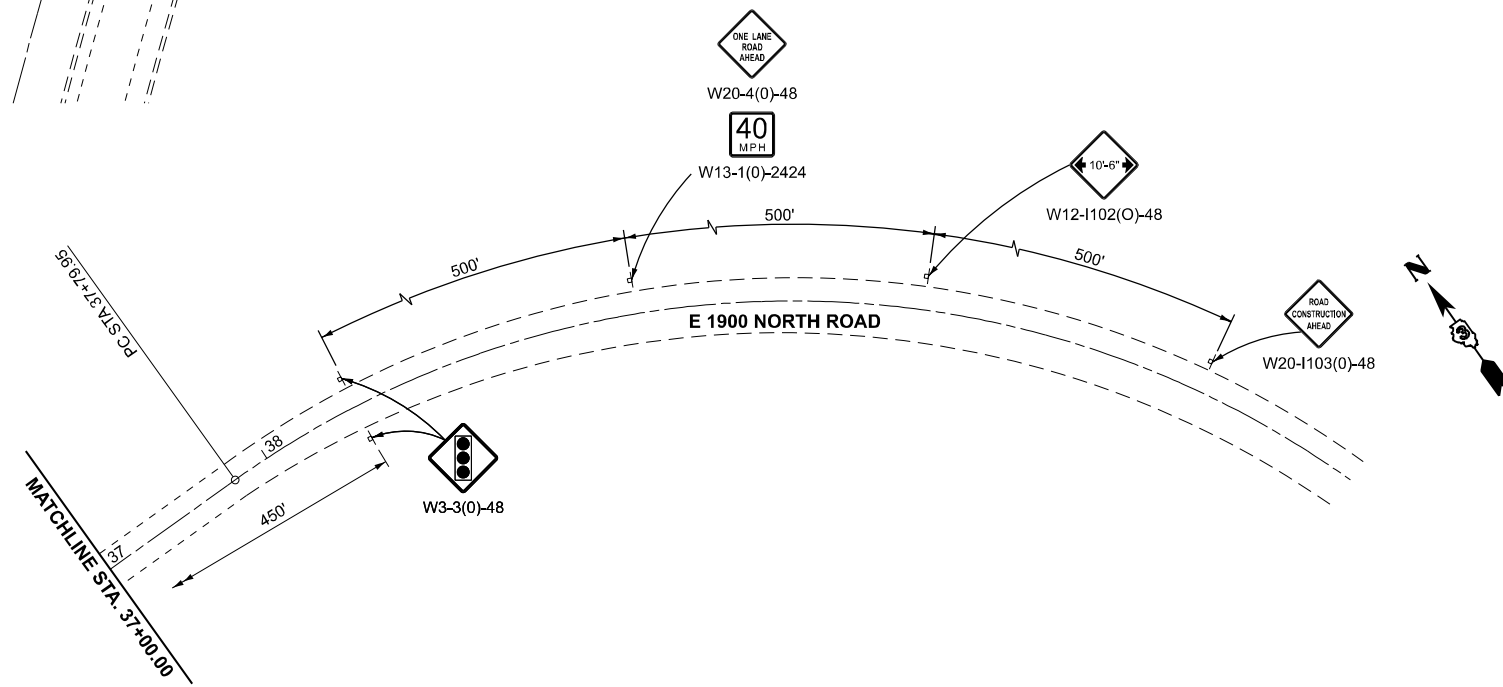 ONE LANE
ROAD
AHEAD
W20-4(0)-48
40
MPH
W13-1(0)-2424
10'-6"
W12-I102(O)-48
500'
500'
500'
PC STA 37+79.95
ROAD
CONSTRUCTION
AHEAD
W20-I103(0)-48
E 1900 NORTH ROAD
N
3
38
37
450'
W3-3(0)-48
MATCHLINE STA. 37+00.00